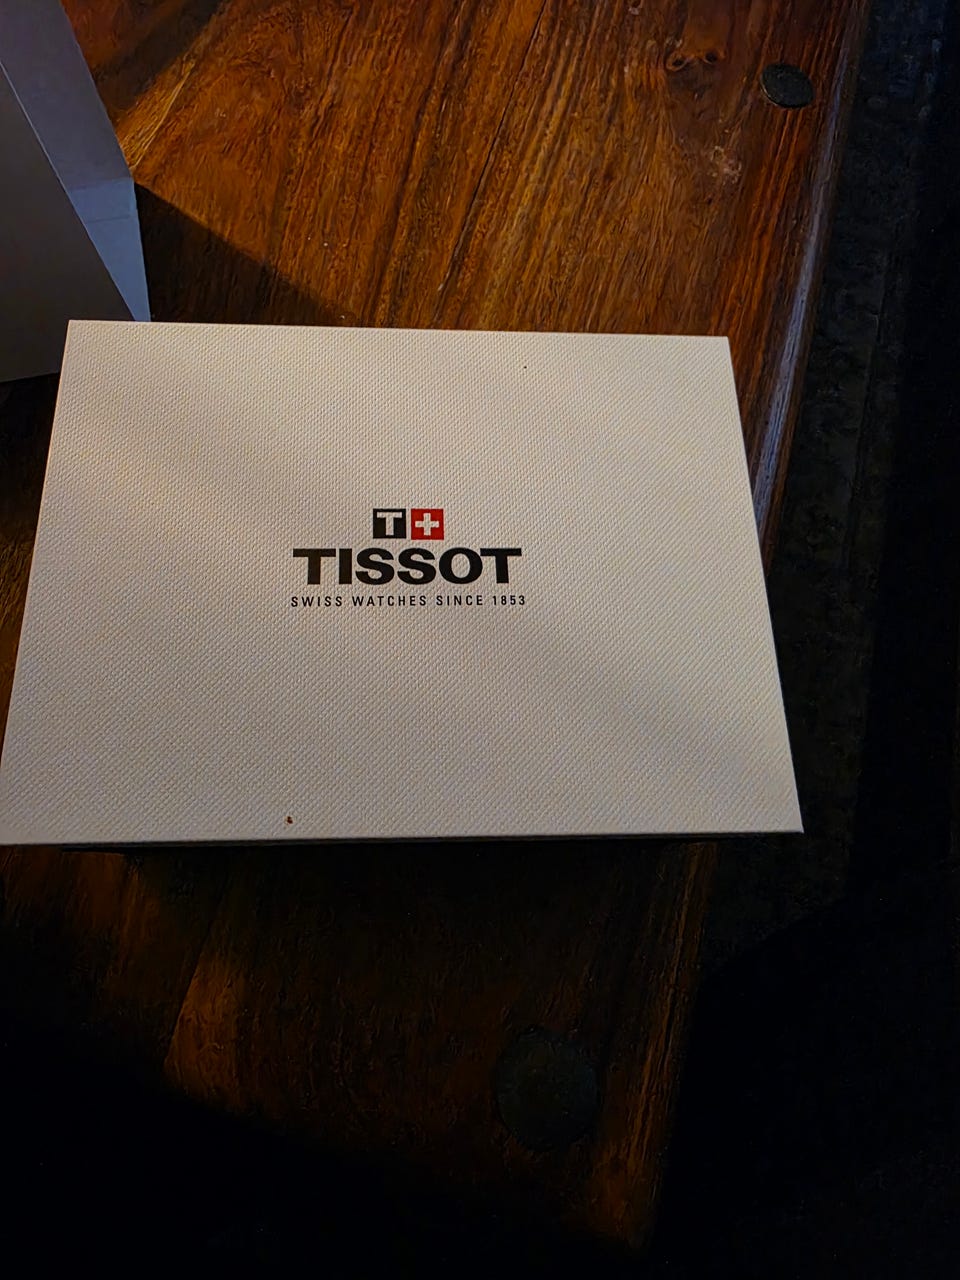 T+
TISSOT
SWISS WATCHES SINCE 1853